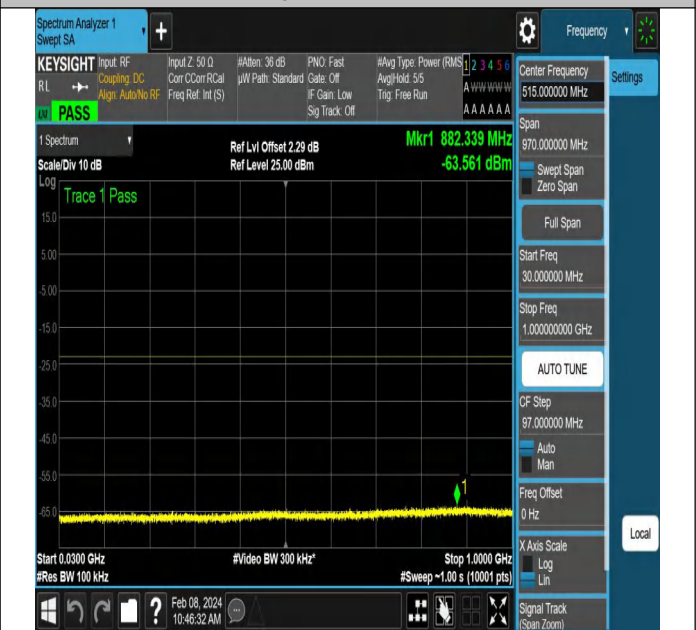 Spectrum Analyzer 1
Swept SA
Frequency
KEYSIGHT
RL
PASS
Input: RF
Coupling: DC
Align: Auto/No RF
Input Z: 50 Ω
Corr CCorr RCal
Freq Ref: Int (S)
#Atten: 36 dB
µW Path: Standard
PNO: Fast
Gate: Off
IF Gain: Low
Sig Track: Off
#Avg Type: Power (RMS
Avg|Hold: 5/5
Trig: Free Run
1 2 3 4 5 6
A W W W W W
A A A A A A
1 Spectrum
Scale/Div 10 dB
Ref Lvl Offset 2.29 dB
Ref Level 25.00 dBm
Mkr1 882.339 MHz
-63.561 dBm
Log
Trace 1 Pass
15.0
5.00
-5.00
-15.0
-25.0
-35.0
-45.0
-55.0
-65.0
1
Start 0.0300 GHz
#Res BW 100 kHz
#Video BW 300 kHz*
Stop 1.0000 GHz
#Sweep ~1.00 s (10001 pts)
Feb 08, 2024
10:46:32 AM
Center Frequency
515.000000 MHz
Settings
Span
970.000000 MHz
Swept Span
Zero Span
Full Span
Start Freq
30.000000 MHz
Stop Freq
1.000000000 GHz
AUTO TUNE
CF Step
97.000000 MHz
Auto
Man
Freq Offset
0 Hz
X Axis Scale
Log
Lin
Local
Signal Track
(Span Zoom)